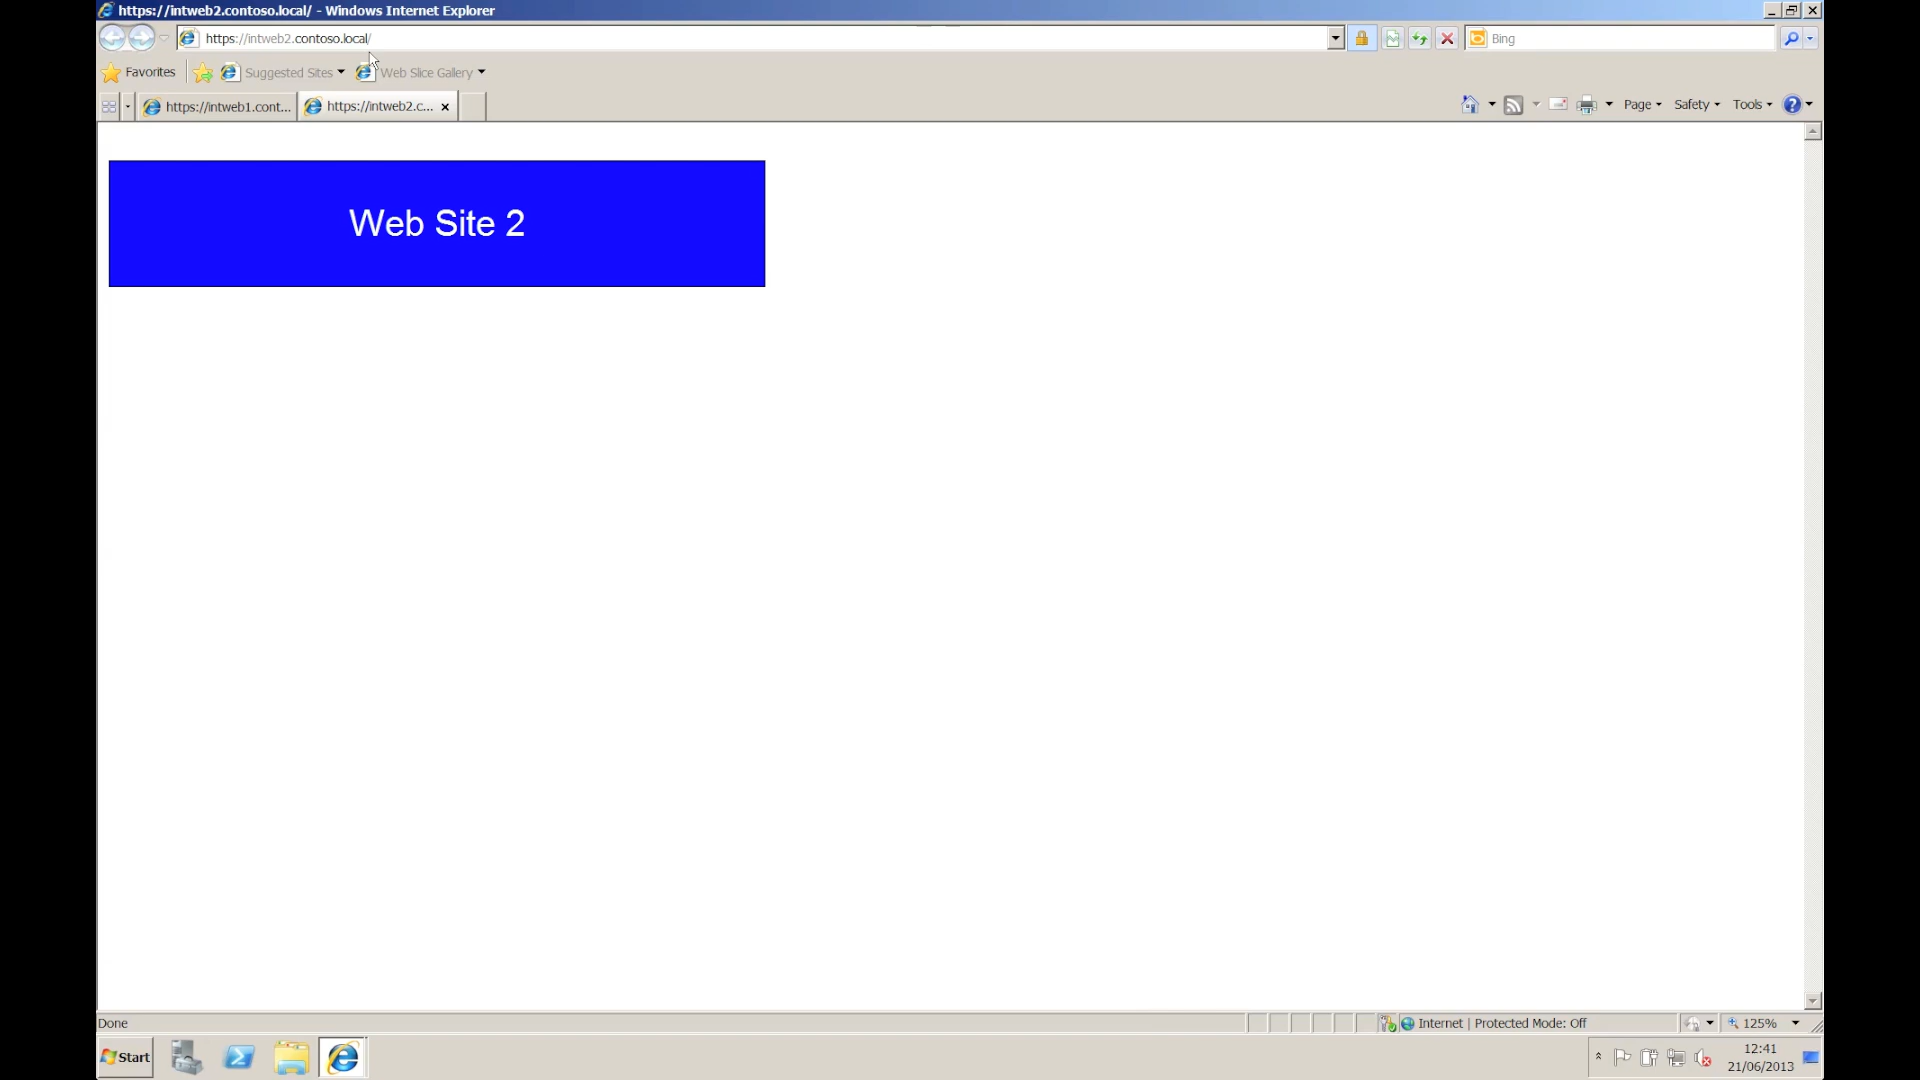 https://intweb2.contoso.local/ - Windows Internet Explorer
https://intweb2.contoso.local/
Bing
Favorites
Suggested Sites
Web Slice Gallery
https://intweb1.cont...
https://intweb2.c...
Page
Safety
Tools
Web Site 2
Done
Internet | Protected Mode: Off
125%
Start
12:41
21/06/2013